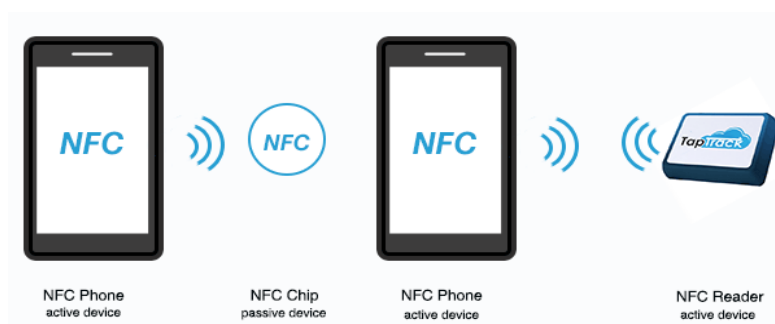 NFC
NFC
NFC
TapTrack
NFC Phone
active device
NFC Chip
passive device
NFC Phone
active device
NFC Reader
active device